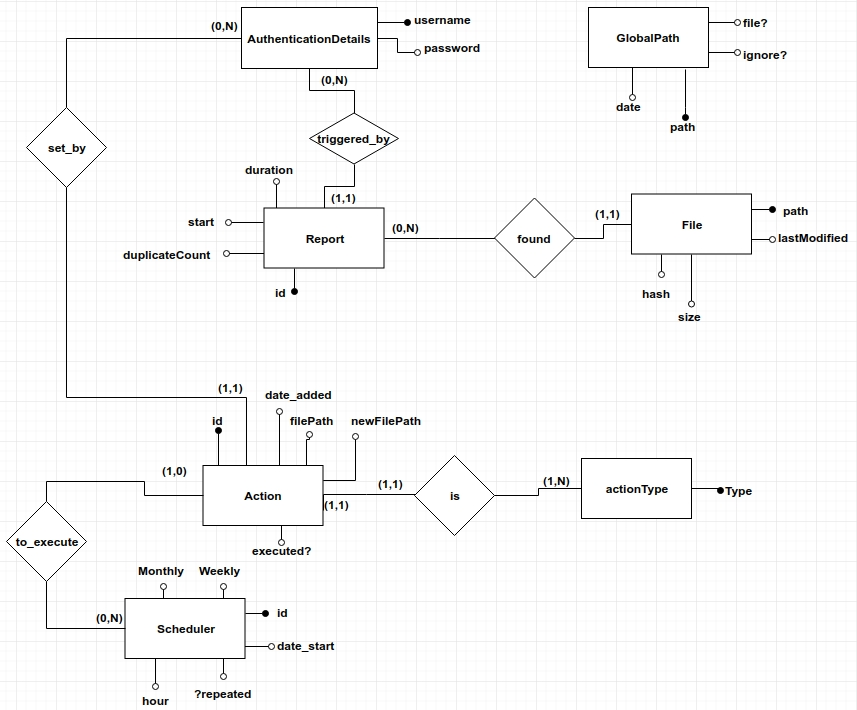 (0,N)
AuthenticationDetails
username
password
(0,N)
GlobalPath
file?
ignore?
date
path
set_by
triggered_by
duration
(1,1)
start
duplicateCount
Report
id
(0,N)
found
(1,1)
File
path
lastModified
hash
size
(1,1)
date_added
id
filePath
newFilePath
(1,0)
Action
(1,1)
(1,1)
is
(1,N)
actionType
Type
executed?
to_execute
Monthly
Weekly
(0,N)
Scheduler
id
date_start
hour
?repeated